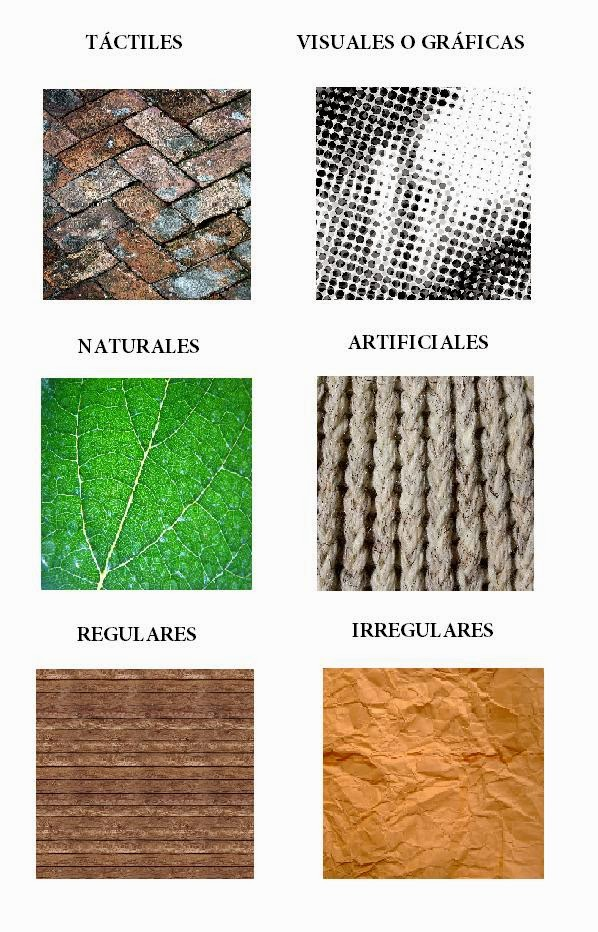 TÁCTILES
VISUALES O GRÁFICAS
NATURALES
ARTIFICIALES
REGULARES
IRREGULARES